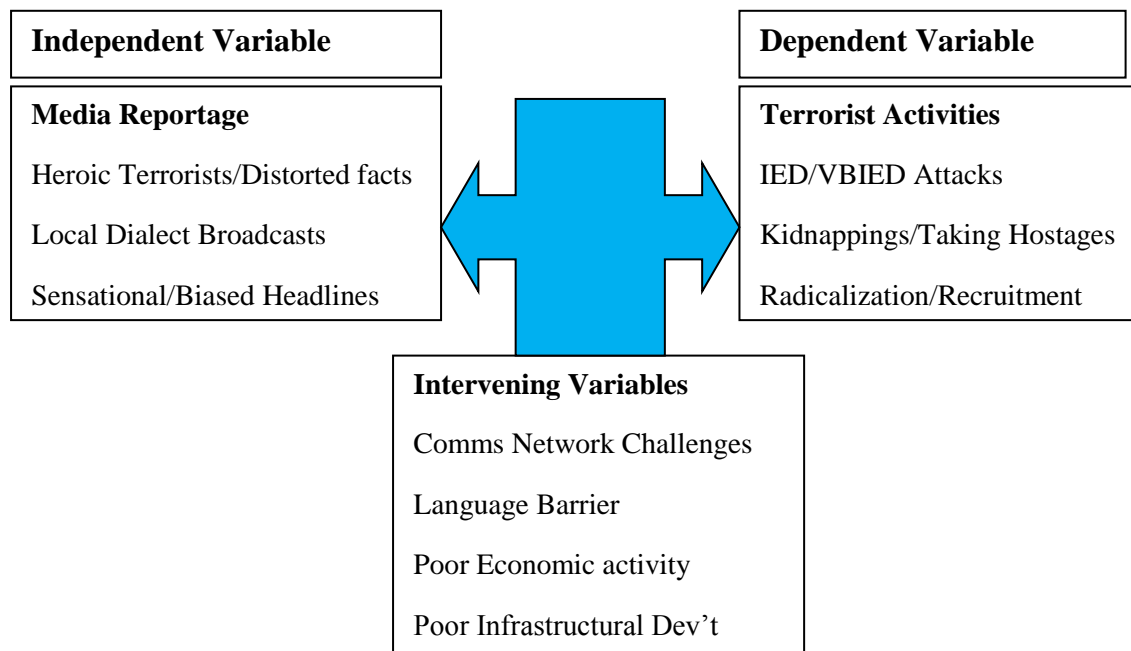 Independent Variable
Dependent Variable
Media Reportage
Heroic Terrorists/Distorted facts
Local Dialect Broadcasts
Sensational/Biased Headlines
Terrorist Activities
IED/VBIED Attacks
Kidnappings/Taking Hostages
Radicalization/Recruitment
Intervening Variables
Comms Network Challenges
Language Barrier
Poor Economic activity
Poor Infrastructural Dev’t